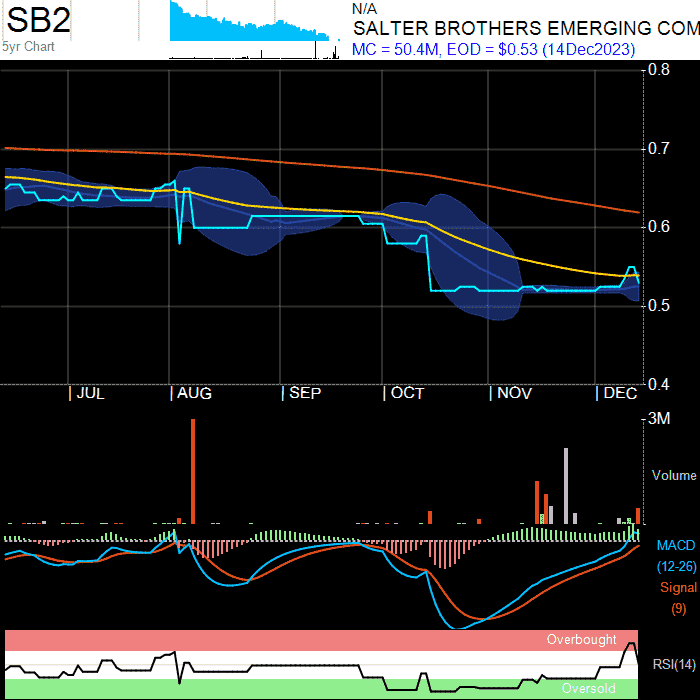 SB2
5yr Chart
N/A
SALTER BROTHERS EMERGING COM
MC = 50.4M, EOD = $0.53 (14Dec2023)
0.8
0.7
0.6
0.5
0.4
| JUL | AUG | SEP | OCT | NOV | DEC
3M
Volume
MACD
(12-26)
Signal
(9)
Overbought
RSI(14)
Oversold